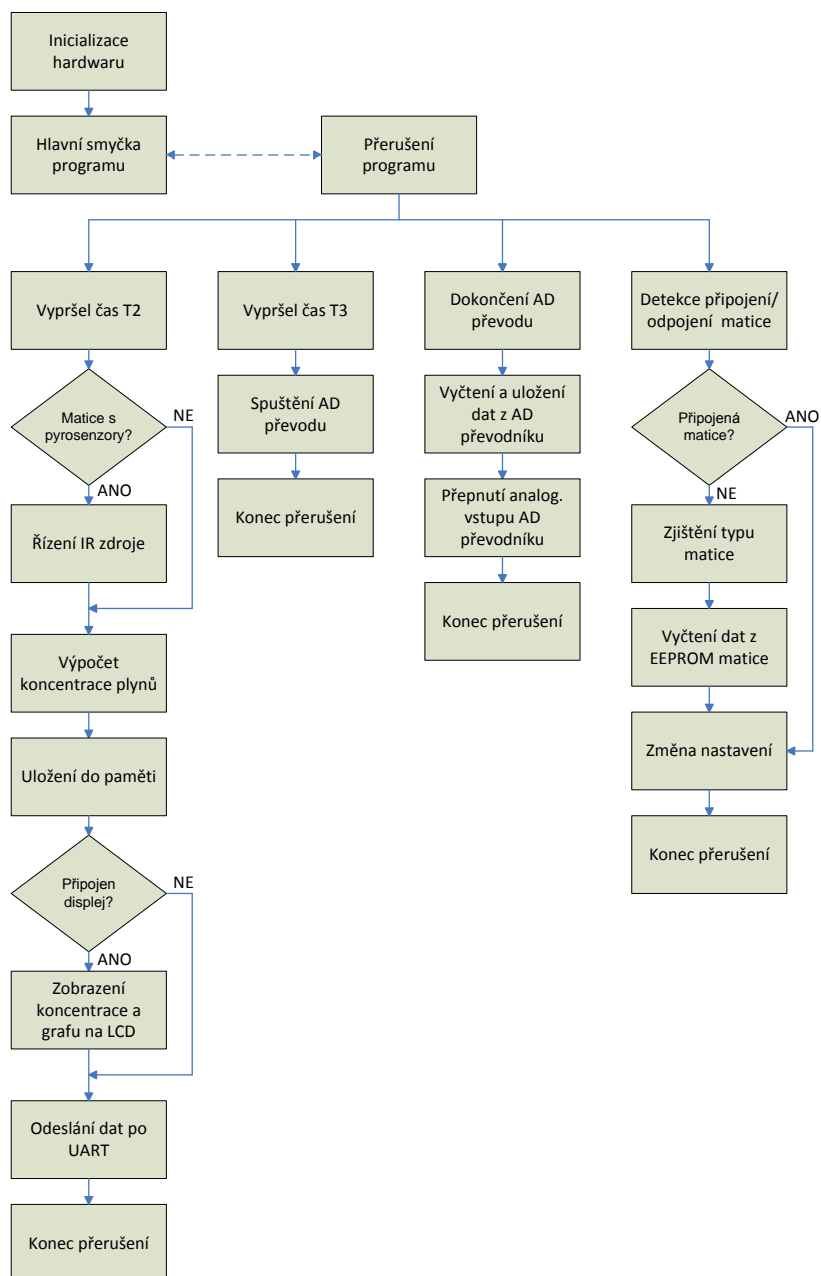 Inicializace
hardwaru
Hlavní smyčka
programu
Přerušení
programu
Vypršel čas T2
Matice s
pyrosenzory?
NE
ANO
Řízení IR zdroje
Výpočet
koncentrace plynů
Uložení do paměti
Připojen
displej?
NE
ANO
Zobrazení
koncentrace a
grafu na LCD
Odeslání dat po
UART
Konec přerušení
Vypršel čas T3
Spuštění AD
převodu
Konec přerušení
Dokončení AD
převodu
Vyčtení a uložení
dat z AD
převodníku
Přepnutí analog.
vstupu AD
převodníku
Konec přerušení
Detekce připojení/
odpojení matice
Připojená
matice?
ANO
NE
Zjištění typu
matice
Vyčtení dat z
EEPROM matice
Změna nastavení
Konec přerušení